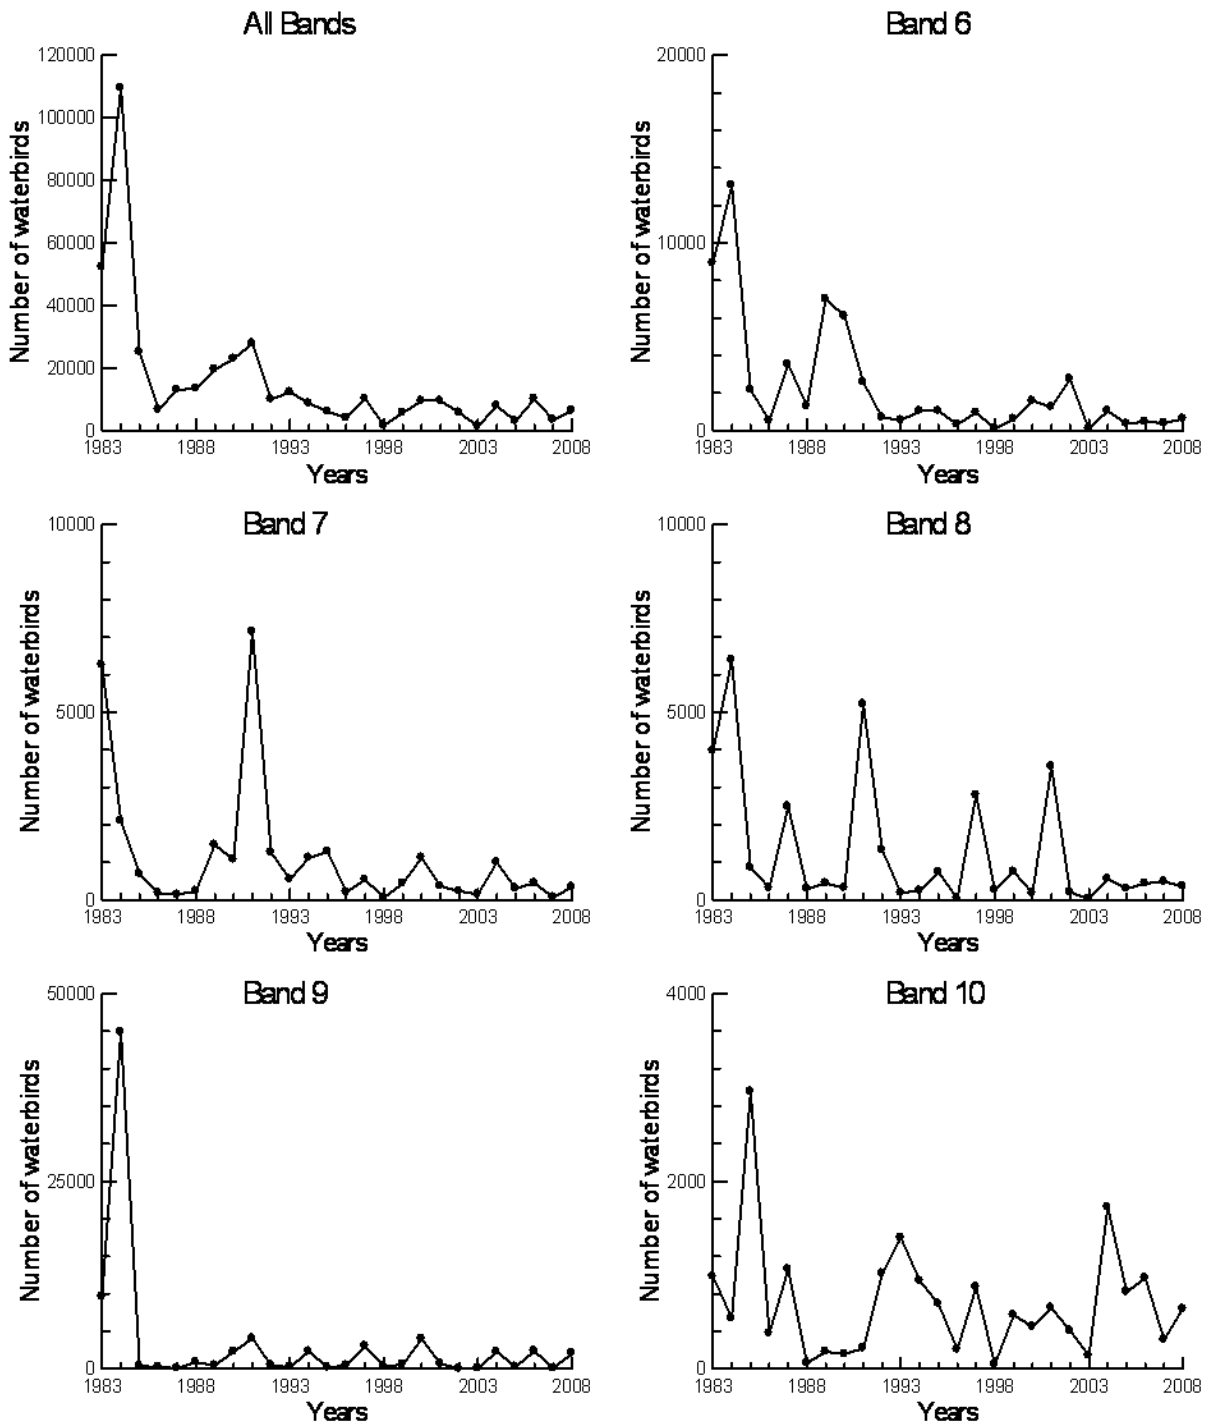 All Bands
120000
100000
80000
60000
40000
20000
0
Number of waterbirds
1983 1988 1993 1998 2003 2008
Years
Band 6
20000
10000
0
Number of waterbirds
1983 1988 1993 1998 2003 2008
Years
Band 7
10000
5000
0
Number of waterbirds
1983 1988 1993 1998 2003 2008
Years
Band 8
10000
5000
0
Number of waterbirds
1983 1988 1993 1998 2003 2008
Years
Band 9
50000
25000
0
Number of waterbirds
1983 1988 1993 1998 2003 2008
Years
Band 10
4000
2000
0
Number of waterbirds
1983 1988 1993 1998 2003 2008
Years